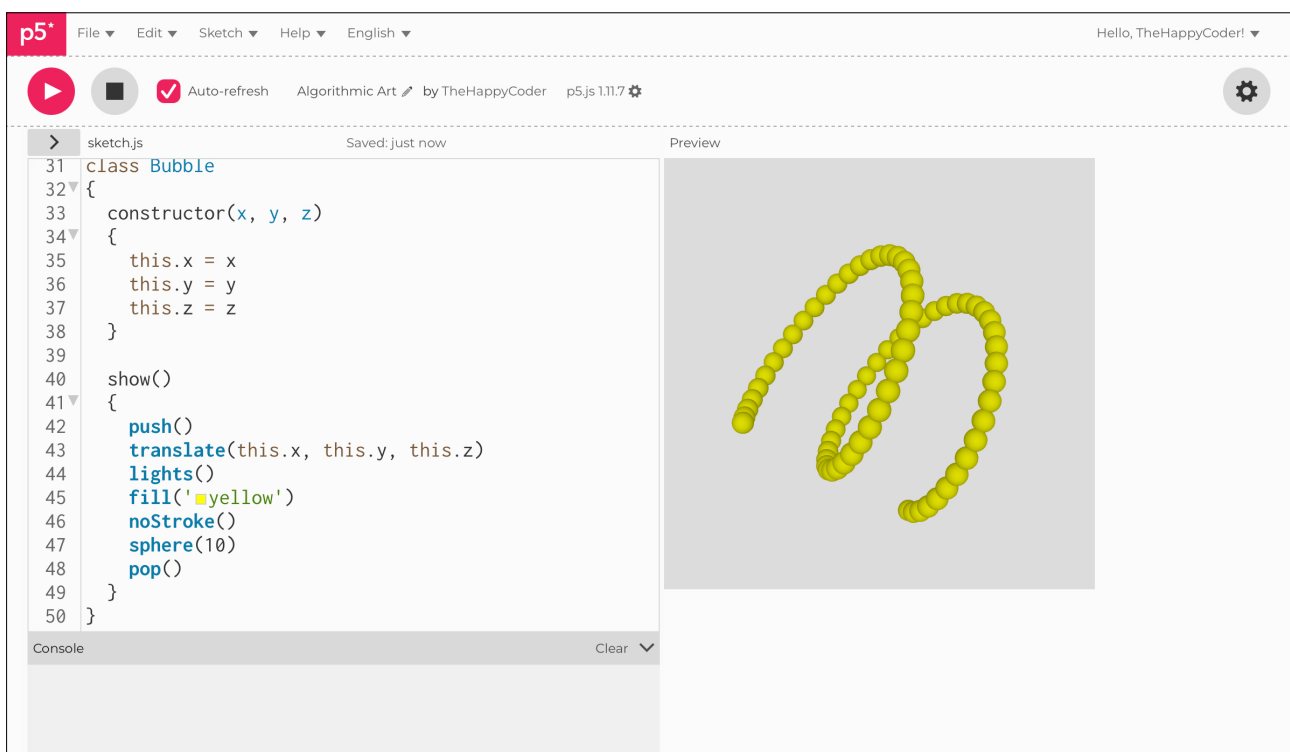 p5* File Edit Sketch Help English Hello, TheHappyCoder!
Auto-refresh Algorithmic Art by TheHappyCoder p5.js 1.11.7
> sketch.js Saved: just now Preview
31 class Bubble
32 {
33   constructor(x, y, z)
34   {
35     this.x = x
36     this.y = y
37     this.z = z
38   }
39
40   show()
41   {
42     push()
43     translate(this.x, this.y, this.z)
44     lights()
45     fill('yellow')
46     noStroke()
47     sphere(10)
48     pop()
49   }
50 }
Console Clear